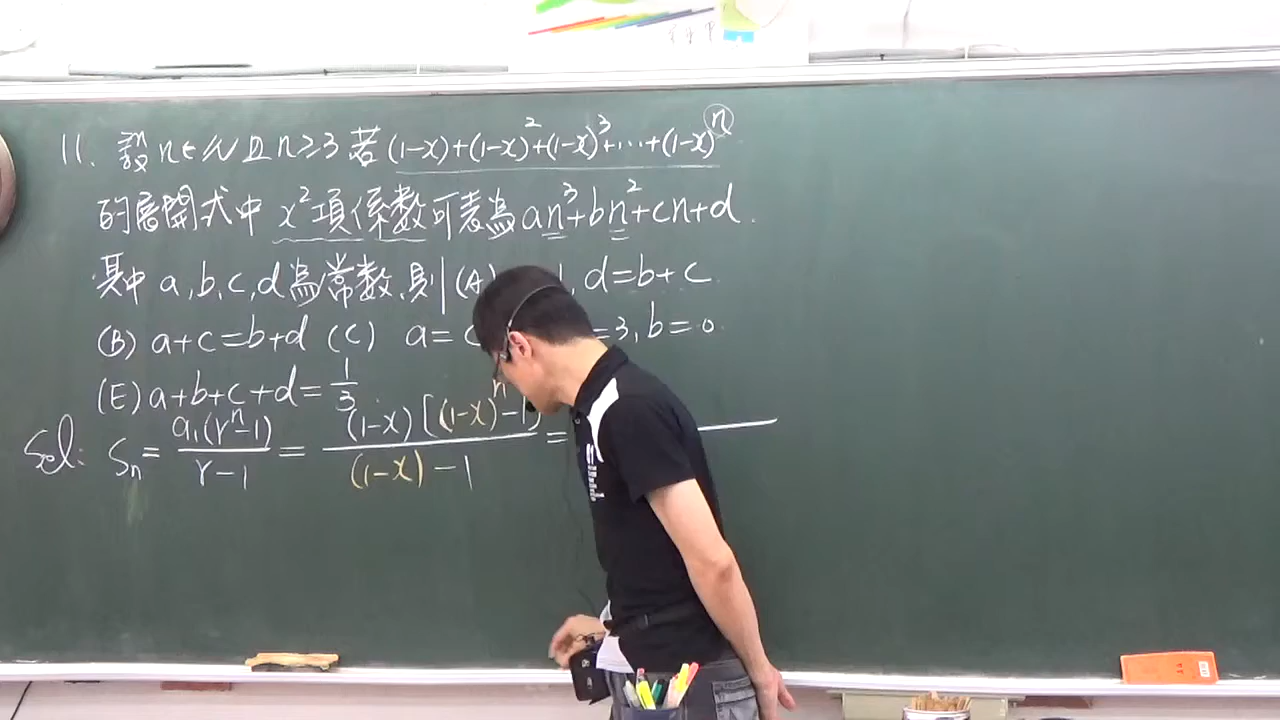 11. 設 n∈N 且 n≥3 若 (1-x)+(1-x)²+(1-x)³+…+(1-x)ⁿ
的展開式中 x²項係數可表為 an³+bn²+cn+d.
其中 a,b,c,d為常數,則 (A) , d=b+c
(B) a+c=b+d (C) a= =3, b=0
(E) a+b+c+d=1/3
Sol: Sₙ= a₁(rⁿ-1)/(r-1) = (1-x)[(1-x)ⁿ-1]/((1-x)-1) =